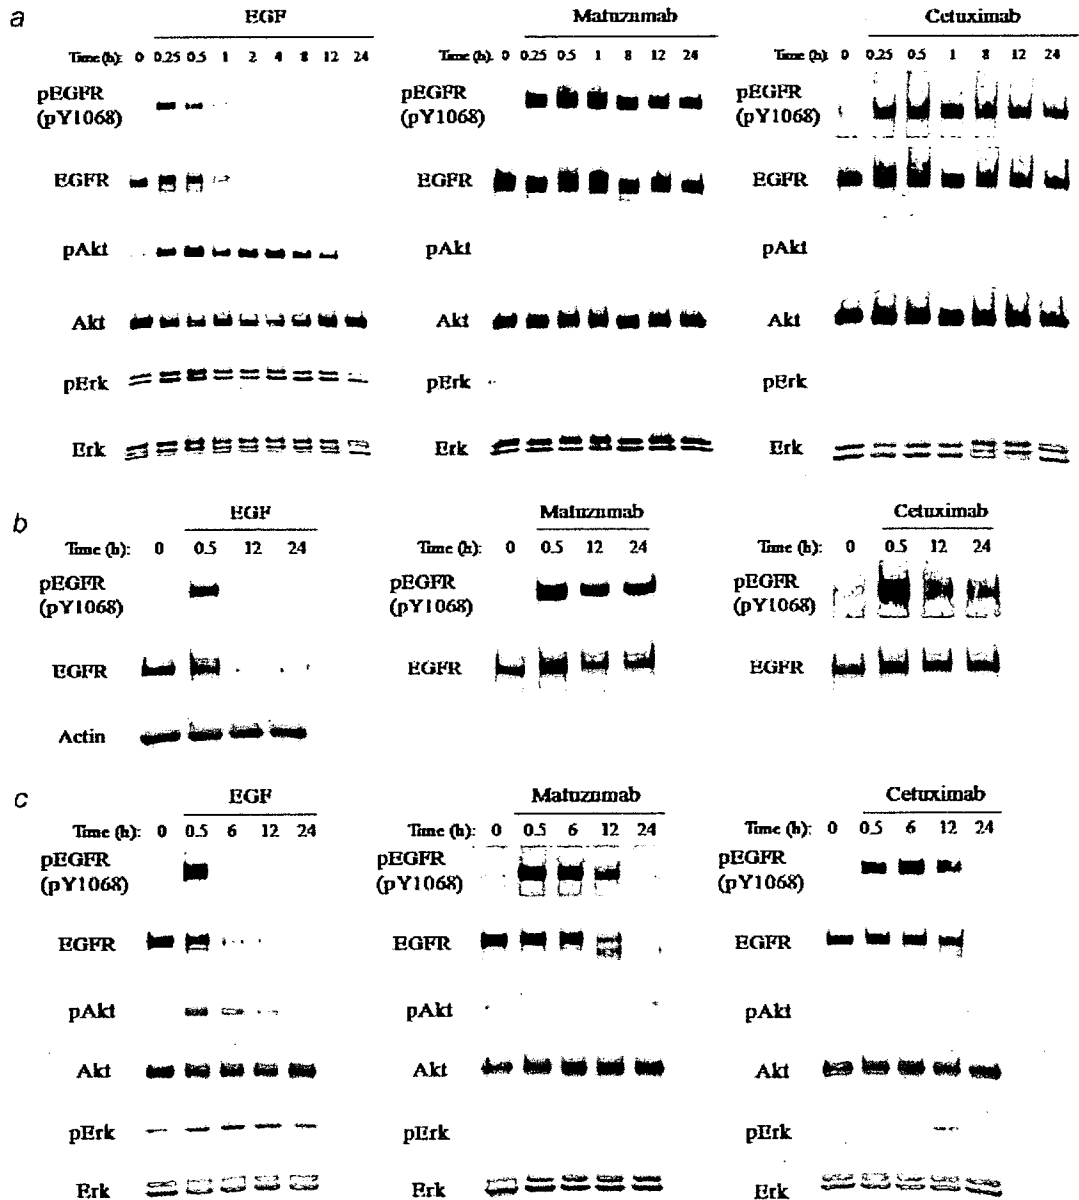 a
EGF
Time (h): 0 0.25 0.5 1 2 4 8 12 24
pEGFR
(pY1068)
EGFR
pAkt
Akt
pErk
Erk
Matuzumab
Time (h): 0 0.25 0.5 1 8 12 24
pEGFR
(pY1068)
EGFR
pAkt
Akt
pErk
Erk
Cetuximab
Time (h): 0 0.25 0.5 1 8 12 24
pEGFR
(pY1068)
EGFR
pAkt
Akt
pErk
Erk
b
EGF
Time (h): 0 0.5 12 24
pEGFR
(pY1068)
EGFR
Actin
Matuzumab
Time (h): 0 0.5 12 24
pEGFR
(pY1068)
EGFR
Cetuximab
Time (h): 0 0.5 12 24
pEGFR
(pY1068)
EGFR
c
EGF
Time (h): 0 0.5 6 12 24
pEGFR
(pY1068)
EGFR
pAkt
Akt
pErk
Erk
Matuzumab
Time (h): 0 0.5 6 12 24
pEGFR
(pY1068)
EGFR
pAkt
Akt
pErk
Erk
Cetuximab
Time (h): 0 0.5 6 12 24
pEGFR
(pY1068)
EGFR
pAkt
Akt
pErk
Erk